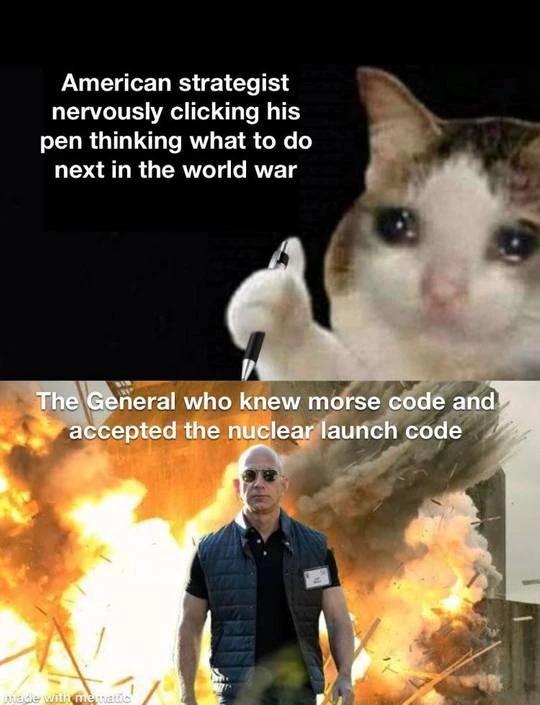 American strategist
nervously clicking his
pen thinking what to do
next in the world war
The General who knew morse code and
accepted the nuclear launch code
made with mematic